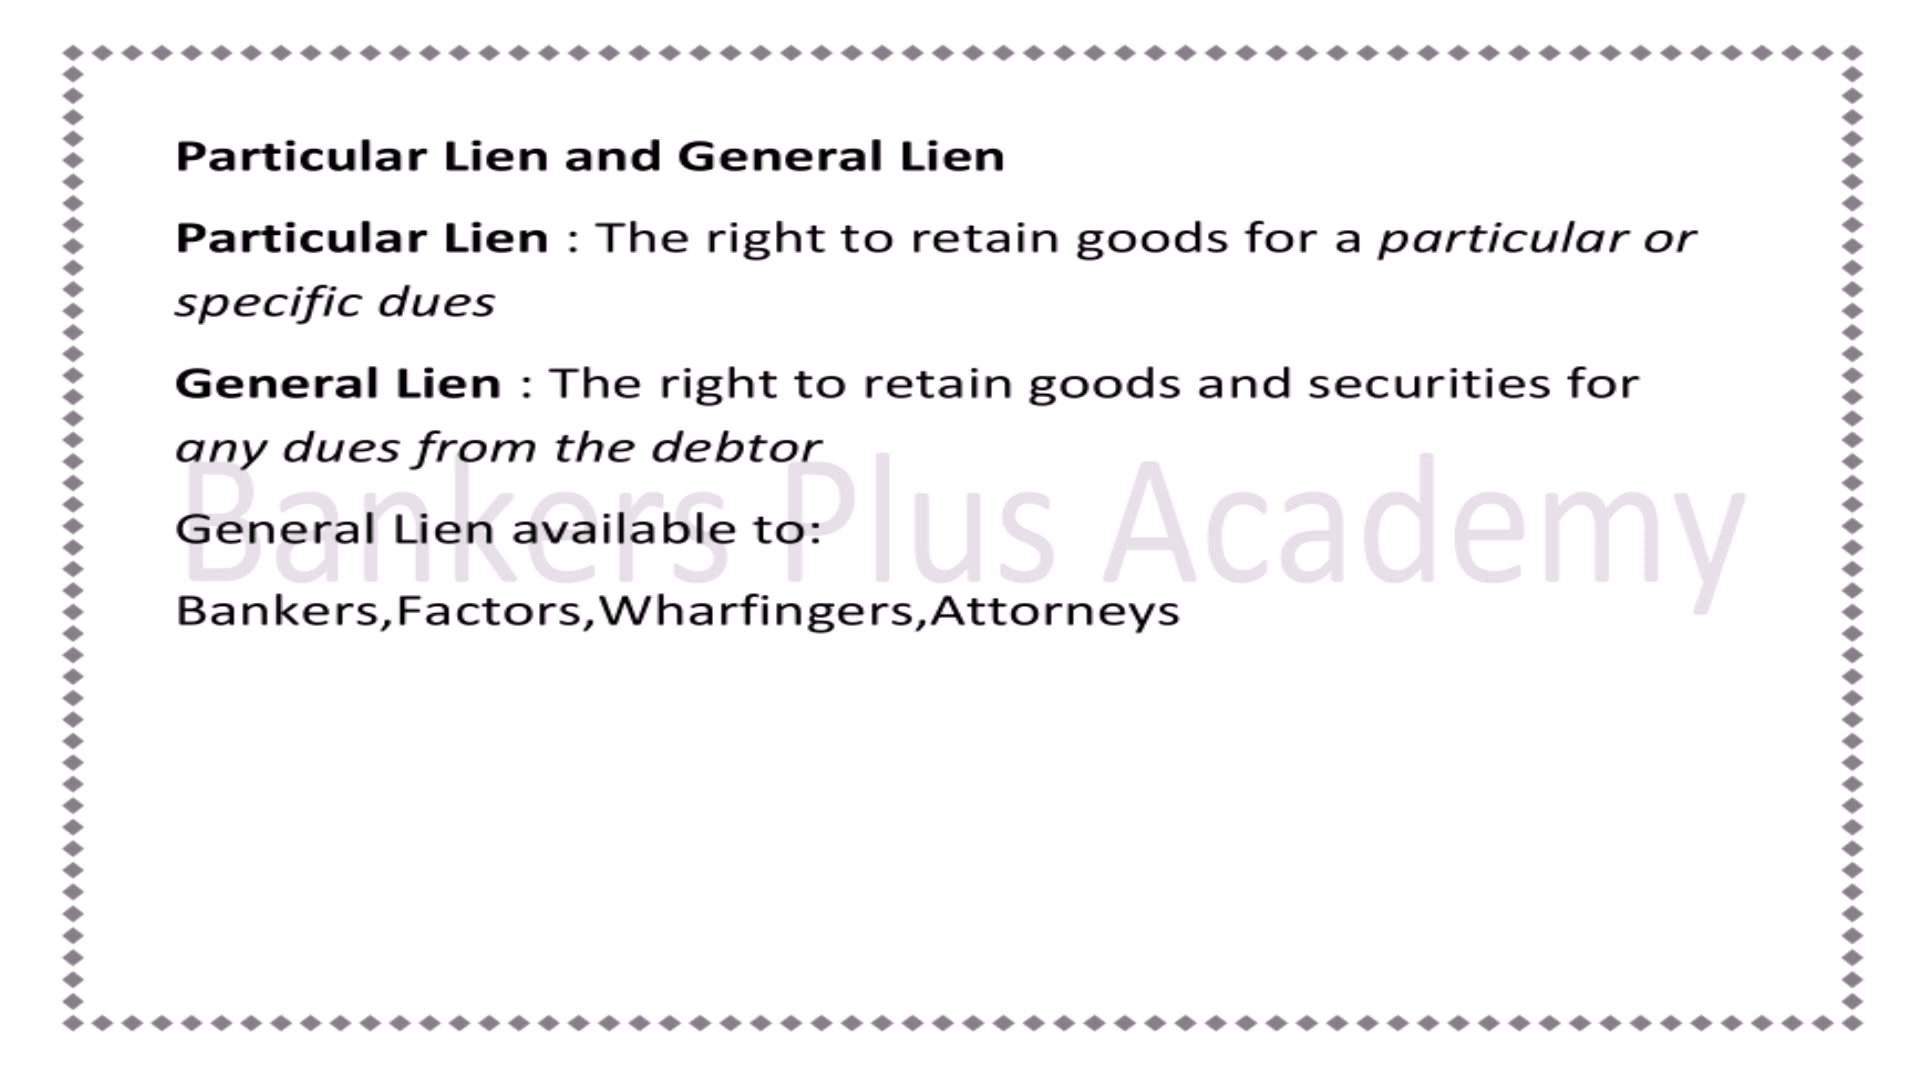 Particular Lien and General Lien
Particular Lien : The right to retain goods for a particular or
specific dues
General Lien : The right to retain goods and securities for
any dues from the debtor
Bankers Plus Academy
General Lien available to:
Bankers,Factors,Wharfingers,Attorneys